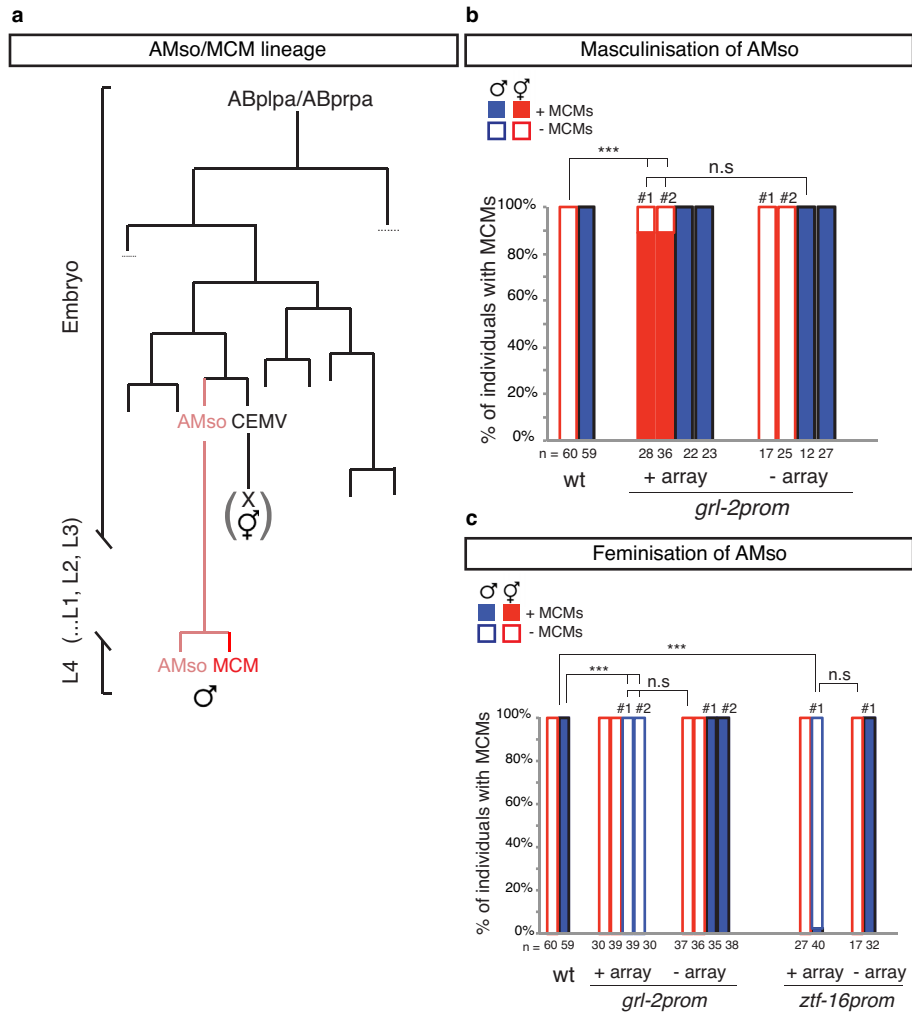 a
AMso/MCM lineage
ABplpa/ABprpa
Embryo
AMso CEMV
X
(⚥)
(...L1, L2, L3)
L4
AMso MCM
♂
b
Masculinisation of AMso
♂ ⚥
+ MCMs
- MCMs
***
n.s
#1 #2 #1 #2
% of individuals with MCMs
100%
80%
60%
40%
20%
0%
n = 60 59 28 36 22 23 17 25 12 27
wt + array - array
grl-2prom
c
Feminisation of AMso
♂ ⚥
+ MCMs
- MCMs
***
*** n.s n.s
#1 #2 #1 #2 #1 #1
% of individuals with MCMs
100%
80%
60%
40%
20%
0%
n = 60 59 30 39 39 30 37 36 35 38 27 40 17 32
wt + array - array + array - array
grl-2prom ztf-16prom